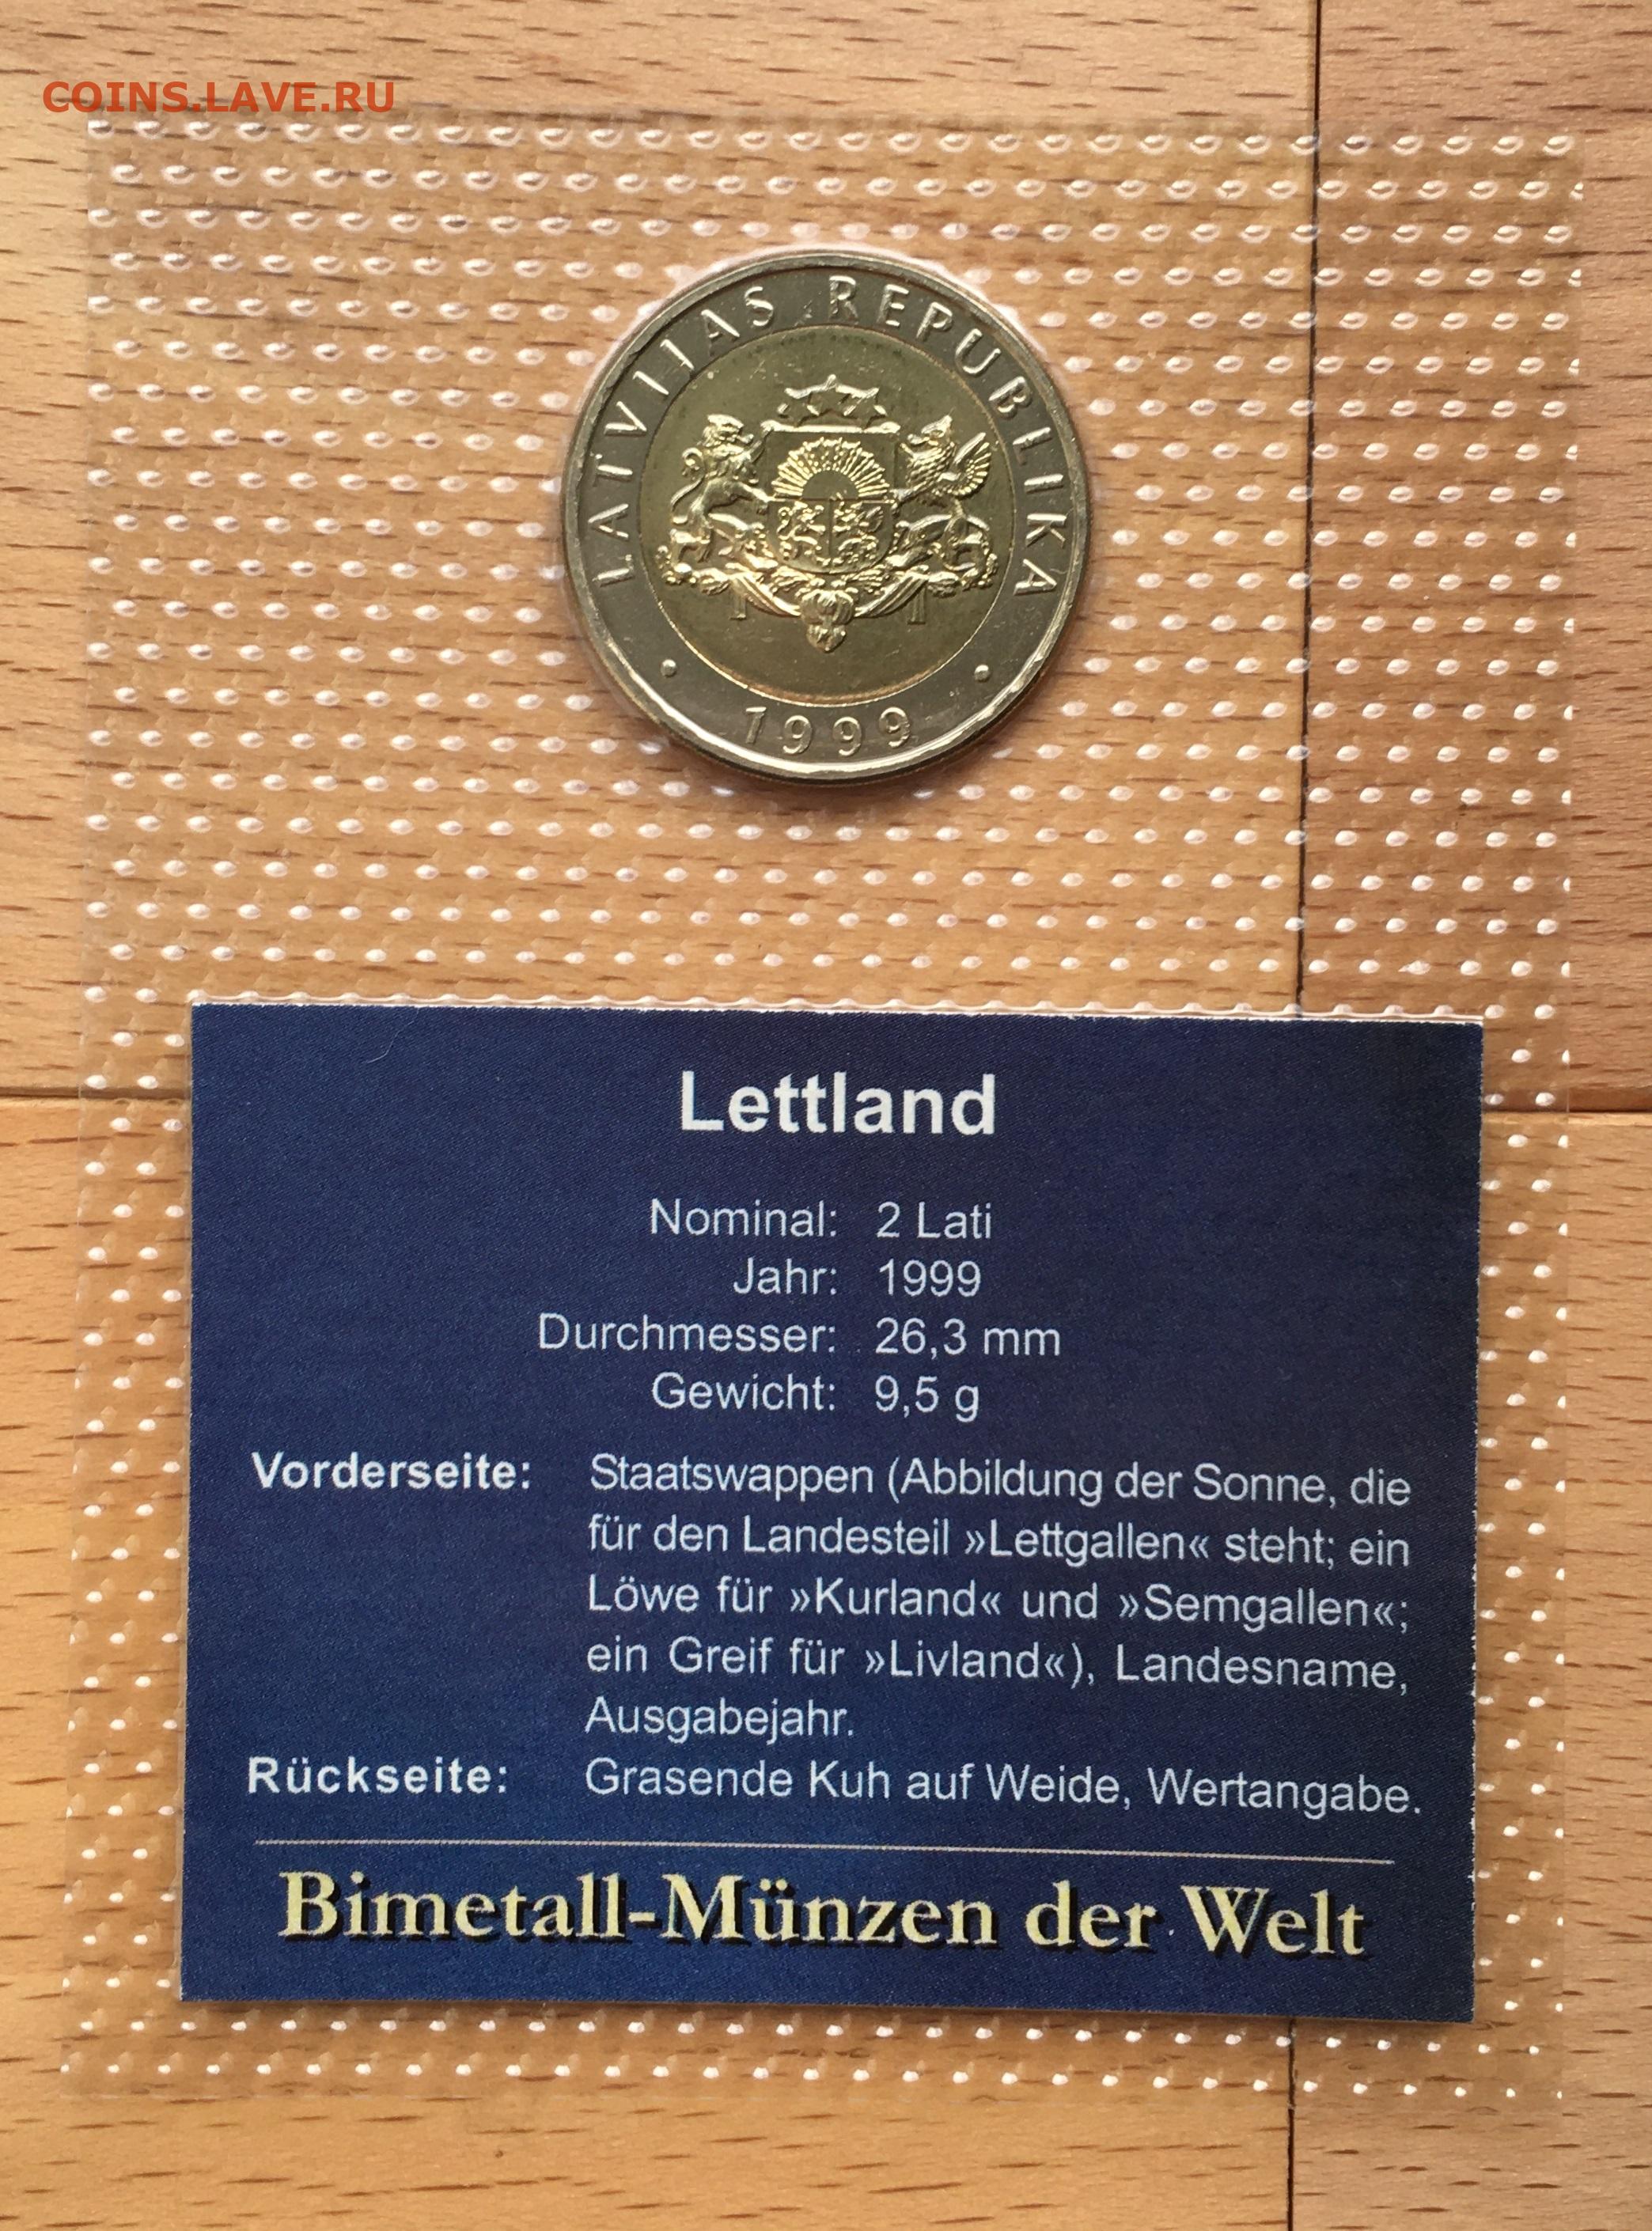 COINS.LAVE.RU
LATVIJAS REPUBLIKA
1999
Lettland
Nominal: 2 Lati
Jahr: 1999
Durchmesser: 26,3 mm
Gewicht: 9,5 g
Vorderseite: Staatswappen (Abbildung der Sonne, die
für den Landesteil »Lettgallen« steht; ein
Löwe für »Kurland« und »Semgallen«;
ein Greif für »Livland«), Landesname,
Ausgabejahr.
Rückseite: Grasende Kuh auf Weide, Wertangabe.
Bimetall-Münzen der Welt